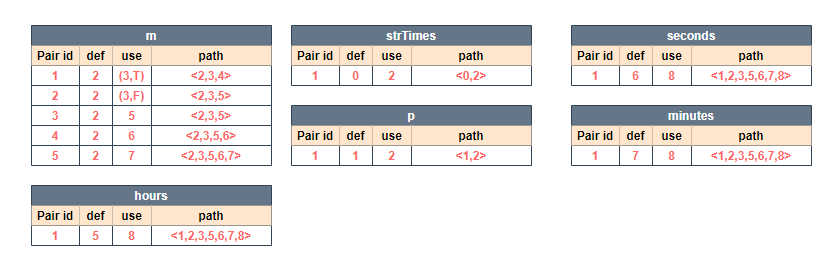 m
Pair id def use path
1 2 (3,T) <2,3,4>
2 2 (3,F) <2,3,5>
3 2 5 <2,3,5>
4 2 6 <2,3,5,6>
5 2 7 <2,3,5,6,7>
strTimes
Pair id def use path
1 0 2 <0,2>
seconds
Pair id def use path
1 6 8 <1,2,3,5,6,7,8>
p
Pair id def use path
1 1 2 <1,2>
minutes
Pair id def use path
1 7 8 <1,2,3,5,6,7,8>
hours
Pair id def use path
1 5 8 <1,2,3,5,6,7,8>